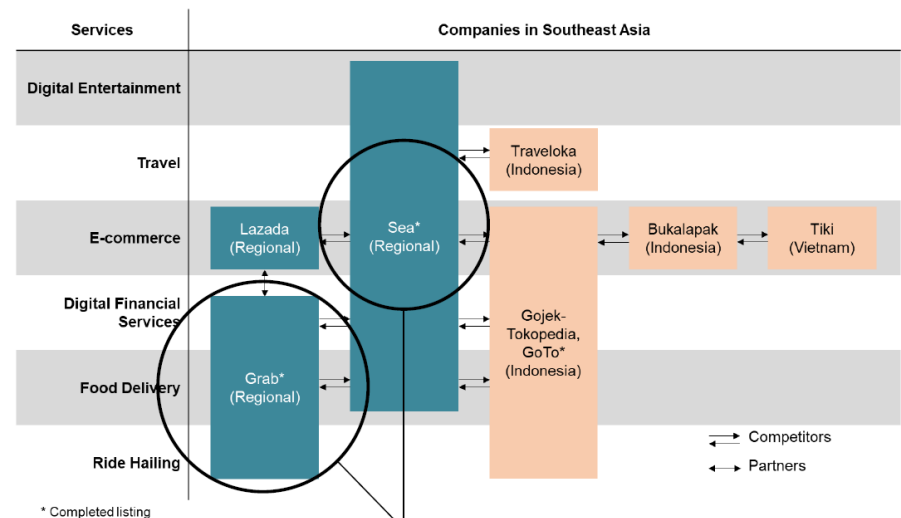 Services
Companies in Southeast Asia
Digital Entertainment
Travel
Traveloka
(Indonesia)
E-commerce
Lazada
(Regional)
Sea*
(Regional)
Bukalapak
(Indonesia)
Tiki
(Vietnam)
Digital Financial
Services
Gojek-
Tokopedia,
GoTo*
(Indonesia)
Food Delivery
Grab*
(Regional)
Ride Hailing
Competitors
Partners
* Completed listing